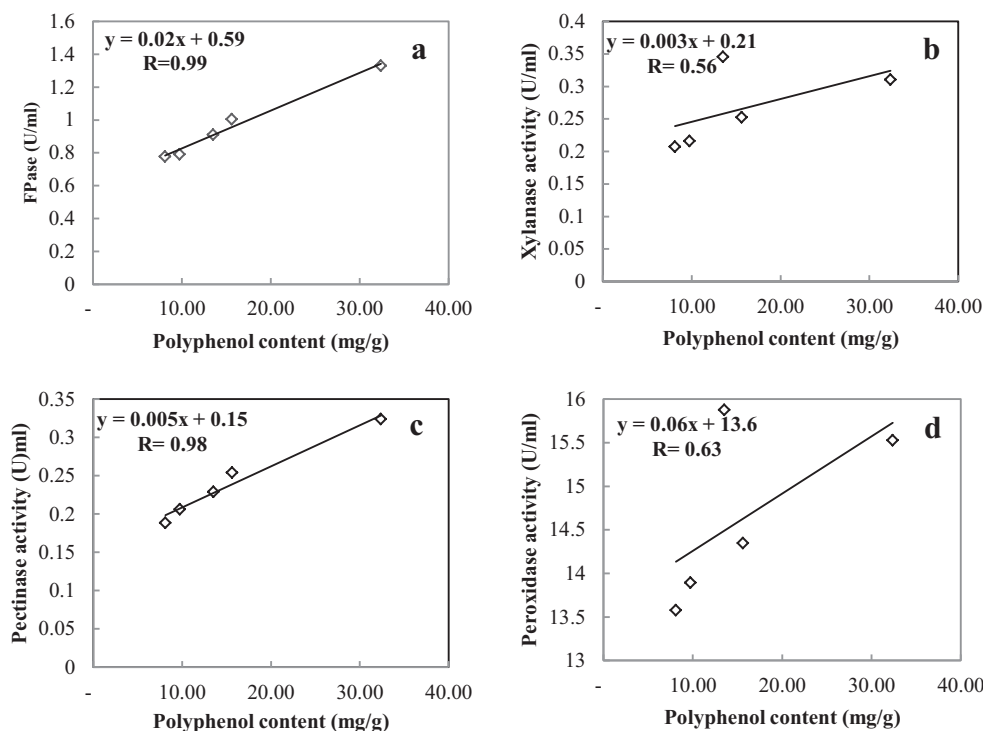 a
y = 0.02x + 0.59
R=0.99
1.6
1.4
1.2
1
0.8
0.6
0.4
0.2
0
FPase (U/ml)
- 10.00 20.00 30.00 40.00
Polyphenol content (mg/g)
b
y = 0.003x + 0.21
R= 0.56
0.4
0.35
0.3
0.25
0.2
0.15
0.1
0.05
0
Xylanase activity (U/ml)
- 10.00 20.00 30.00 40.00
Polyphenol content (mg/g)
c
y = 0.005x + 0.15
R= 0.98
0.35
0.3
0.25
0.2
0.15
0.1
0.05
0
Pectinase activity (U)ml)
- 10.00 20.00 30.00 40.00
Polyphenol content (mg/g)
d
y = 0.06x + 13.6
R= 0.63
16
15.5
15
14.5
14
13.5
13
Peroxidase activity (U/ml)
- 10.00 20.00 30.00 40.00
Polyphenol content (mg/g)